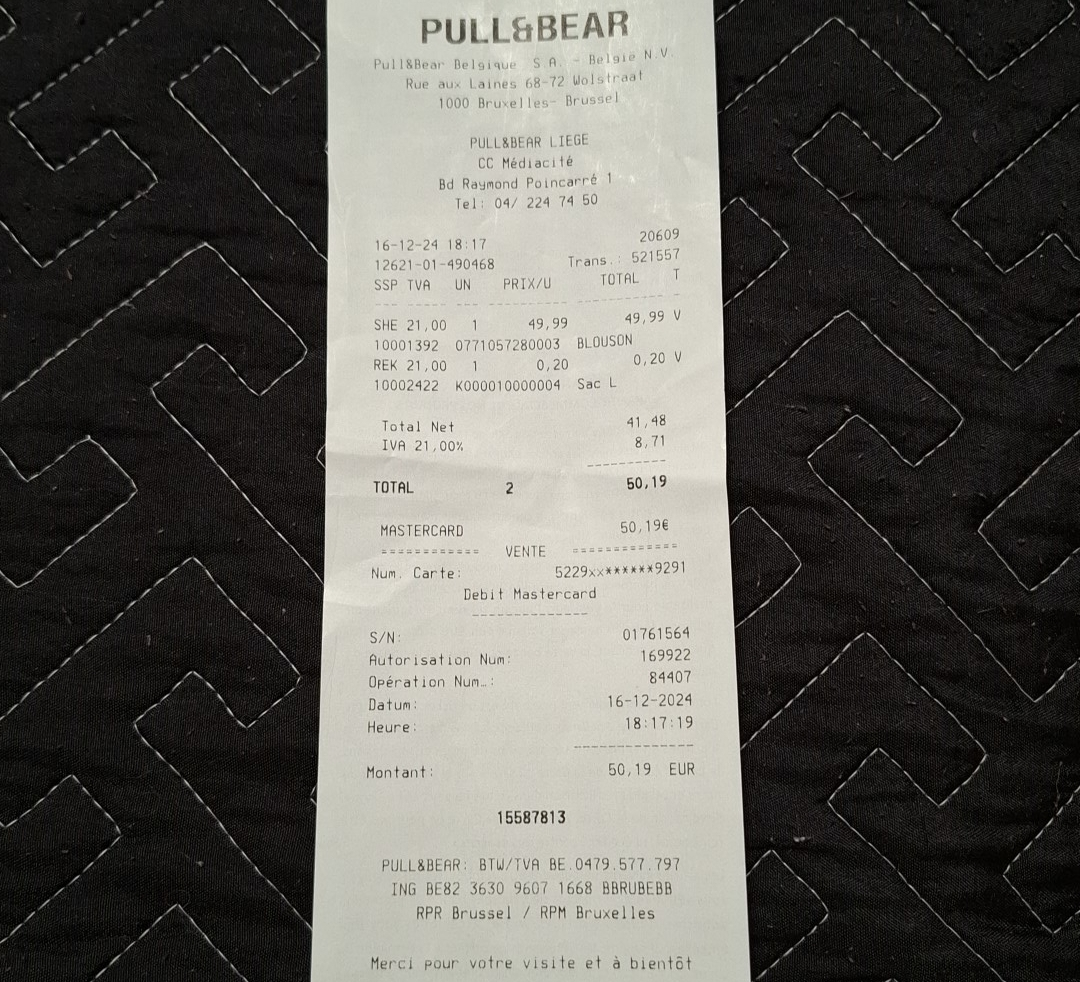 PULL&BEAR
Pull&Bear Belgique S.A. - Belgie N.V.
Rue aux Laines 68-72 Wolstraat
1000 Bruxelles- Brussel
PULL&BEAR LIEGE
CC Médiacité
Bd Raymond Poincarré 1
Tel: 04/ 224 74 50
16-12-24 18:17 20609
12621-01-490468 Trans.: 521557
SSP TVA UN PRIX/U TOTAL T
--- ----- --- ---------- ----------- -
SHE 21,00 1 49,99 49,99 V
10001392 0771057280003 BLOUSON
REK 21,00 1 0,20 0,20 V
10002422 K000010000004 Sac L
Total Net 41,48
IVA 21,00% 8,71
----------
TOTAL 2 50,19
MASTERCARD 50,19€
============ VENTE =============
Num. Carte: 5229xx******9291
Debit Mastercard
--------------
S/N: 01761564
Autorisation Num: 169922
Opération Num.: 84407
Datum: 16-12-2024
Heure: 18:17:19
--------------
Montant: 50,19 EUR
15587813
PULL&BEAR: BTW/TVA BE.0479.577.797
ING BE82 3630 9607 1668 BBRUBEBB
RPR Brussel / RPM Bruxelles
Merci pour votre visite et à bientôt